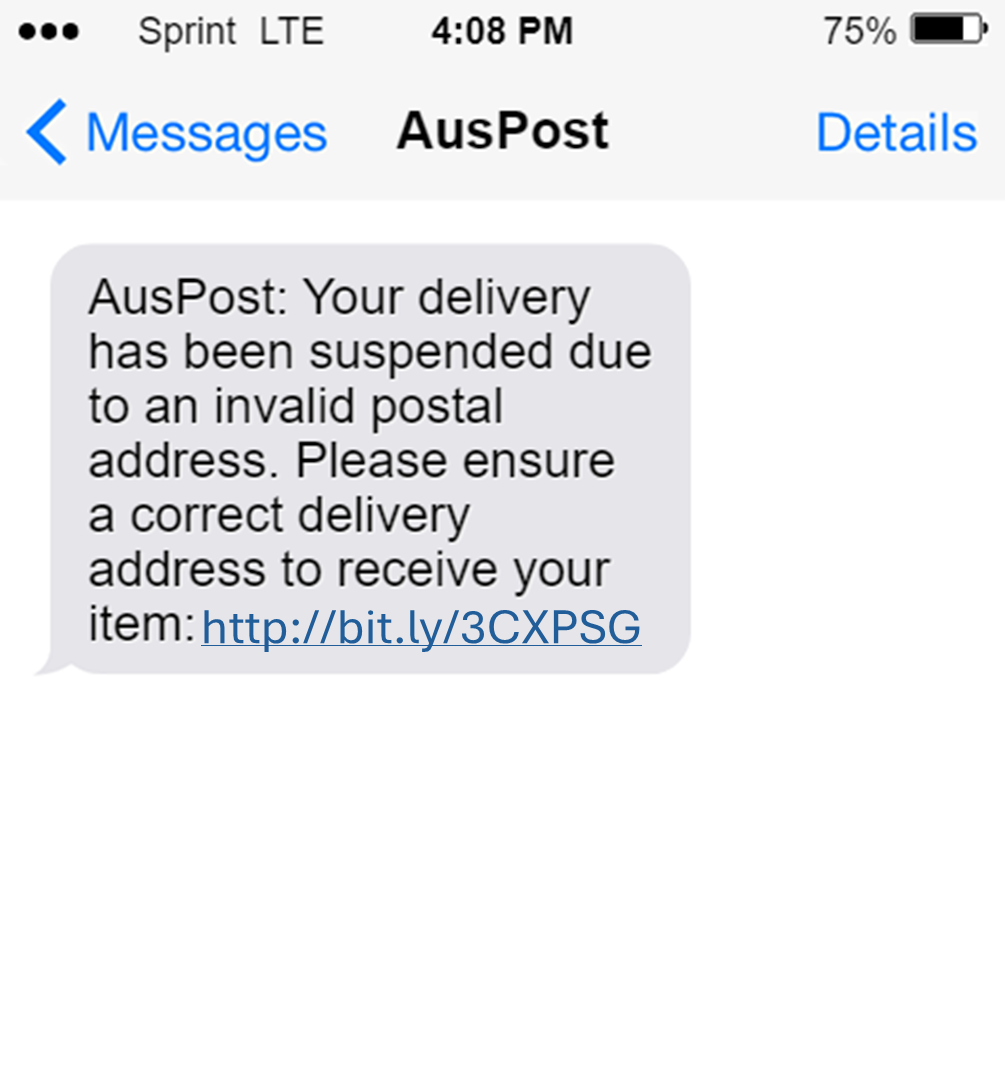 ••• Sprint LTE 4:08 PM 75%
Messages AusPost Details
AusPost: Your delivery
has been suspended due
to an invalid postal
address. Please ensure
a correct delivery
address to receive your
item: http://bit.ly/3CXPSG